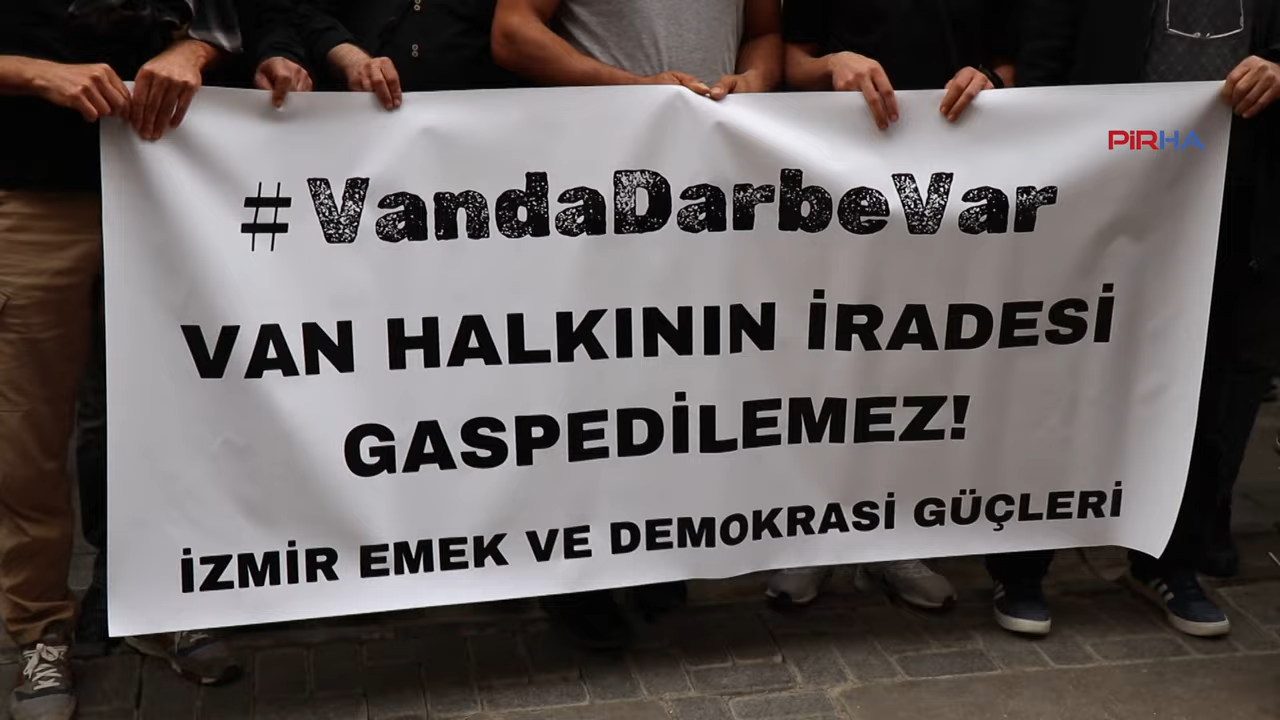 PİRHA
#VandaDarbeVar
VAN HALKININ İRADESİ
GASPEDİLEMEZ!
İZMİR EMEK VE DEMOKRASİ GÜÇLERİ